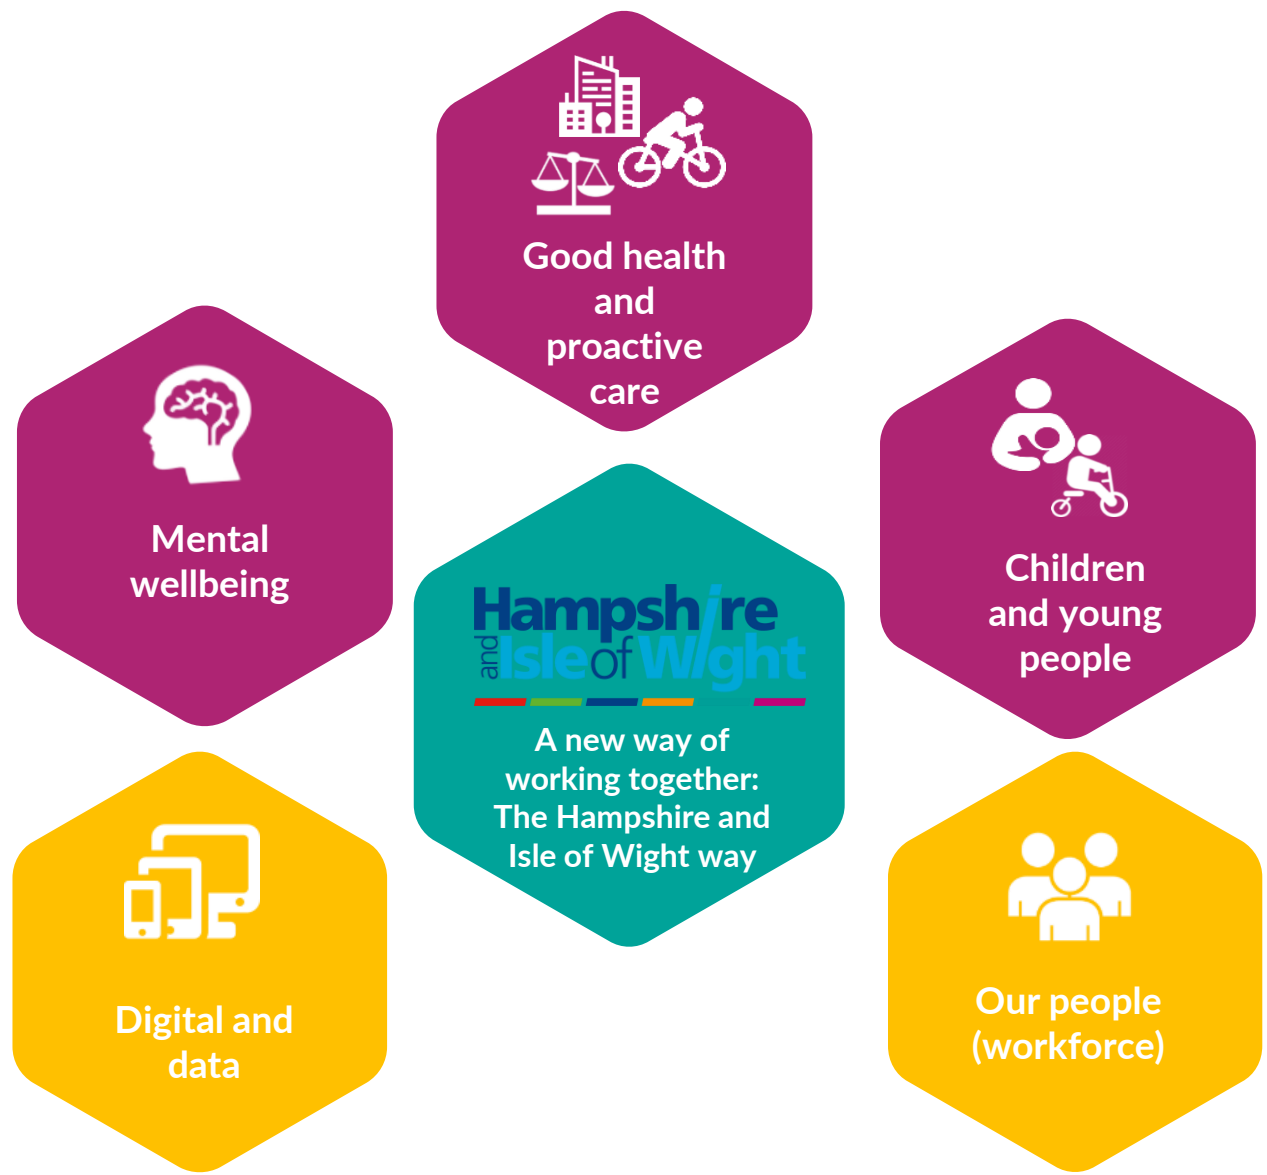 Good health
and
proactive
care
Mental
wellbeing
Children
and young
people
Hampshire
and Isle of Wight
A new way of
working together:
The Hampshire and
Isle of Wight way
Digital and
data
Our people
(workforce)